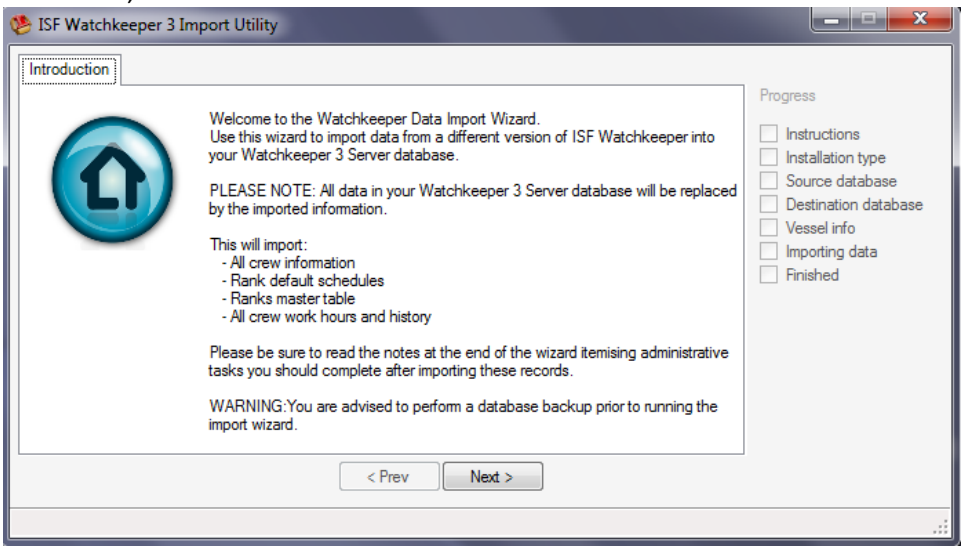 ISF Watchkeeper 3 Import Utility
Introduction
Welcome to the Watchkeeper Data Import Wizard.
Use this wizard to import data from a different version of ISF Watchkeeper into
your Watchkeeper 3 Server database.
PLEASE NOTE: All data in your Watchkeeper 3 Server database will be replaced
by the imported information.
This will import:
- All crew information
- Rank default schedules
- Ranks master table
- All crew work hours and history
Please be sure to read the notes at the end of the wizard itemising administrative
tasks you should complete after importing these records.
WARNING:You are advised to perform a database backup prior to running the
import wizard.
Progress
Instructions
Installation type
Source database
Destination database
Vessel info
Importing data
Finished
< Prev
Next >